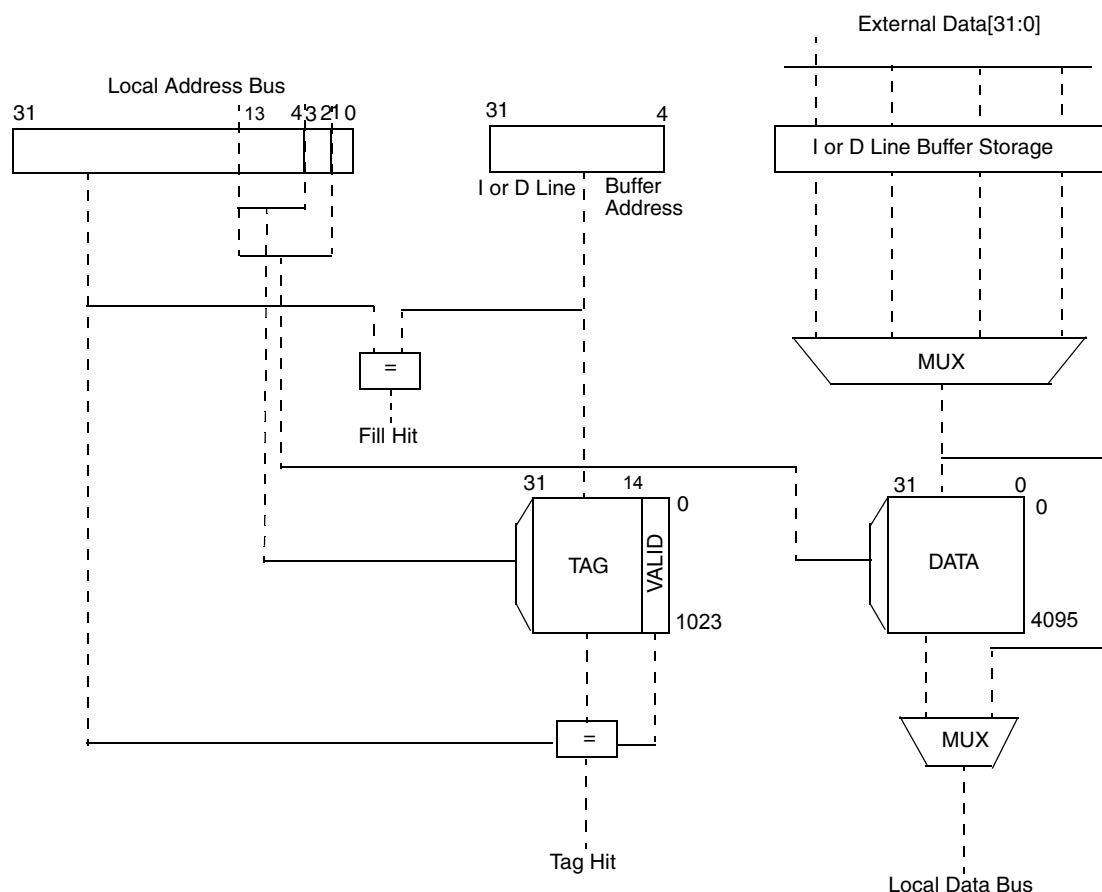 External Data[31:0]
Local Address Bus
31 13 4 3 2 1 0
31 4
I or D Line Buffer Storage
I or D Line Buffer
Address
MUX
=
Fill Hit
31 14 0
31 0
0
TAG
VALID
DATA
1023
4095
=
MUX
Tag Hit
Local Data Bus